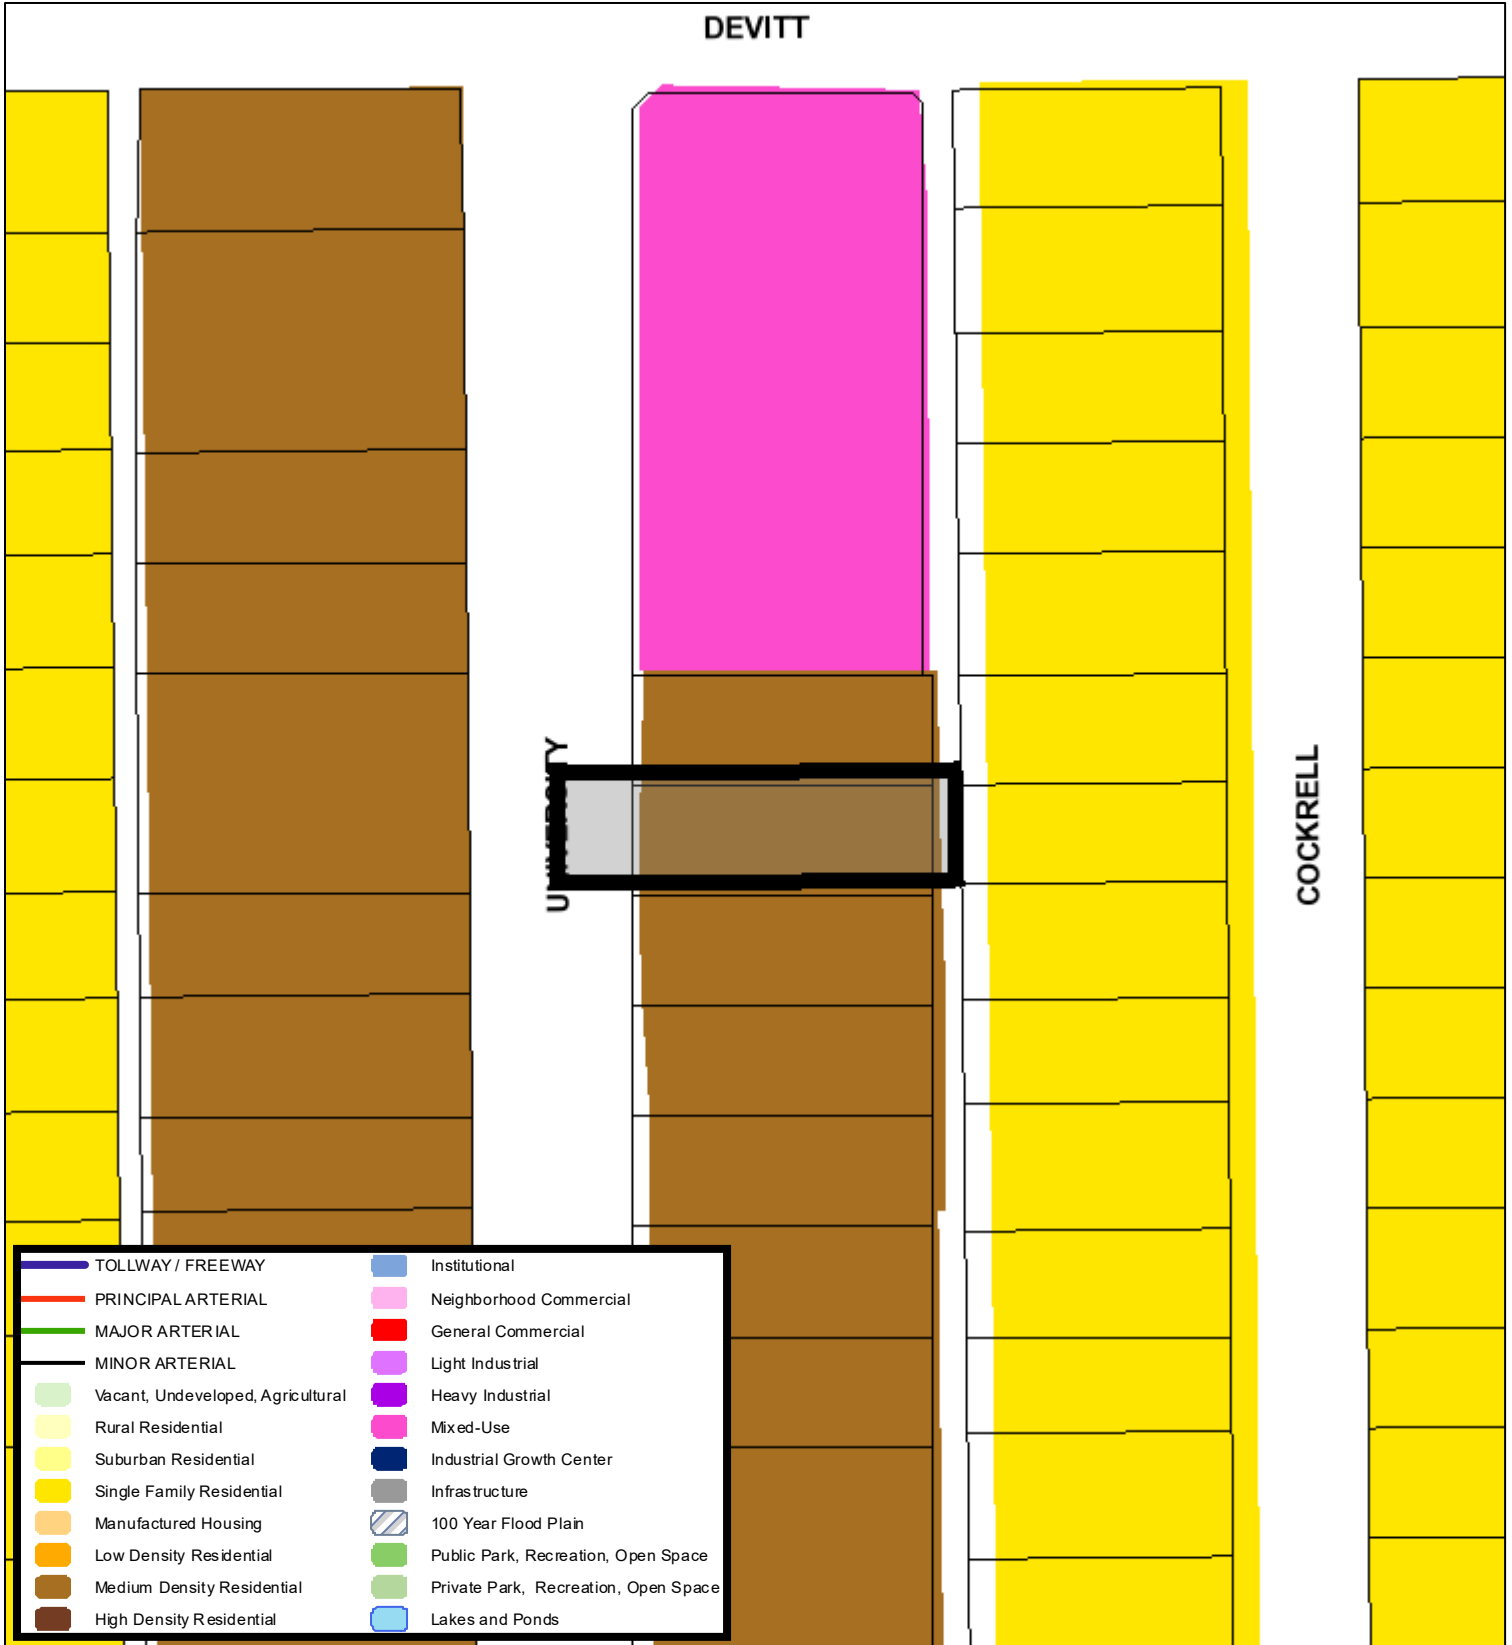 DEVITT
UNIVERSITY
COCKRELL
TOLLWAY / FREEWAY
PRINCIPAL ARTERIAL
MAJOR ARTERIAL
MINOR ARTERIAL
Vacant, Undeveloped, Agricultural
Rural Residential
Suburban Residential
Single Family Residential
Manufactured Housing
Low Density Residential
Medium Density Residential
High Density Residential
Institutional
Neighborhood Commercial
General Commercial
Light Industrial
Heavy Industrial
Mixed-Use
Industrial Growth Center
Infrastructure
100 Year Flood Plain
Public Park, Recreation, Open Space
Private Park, Recreation, Open Space
Lakes and Ponds